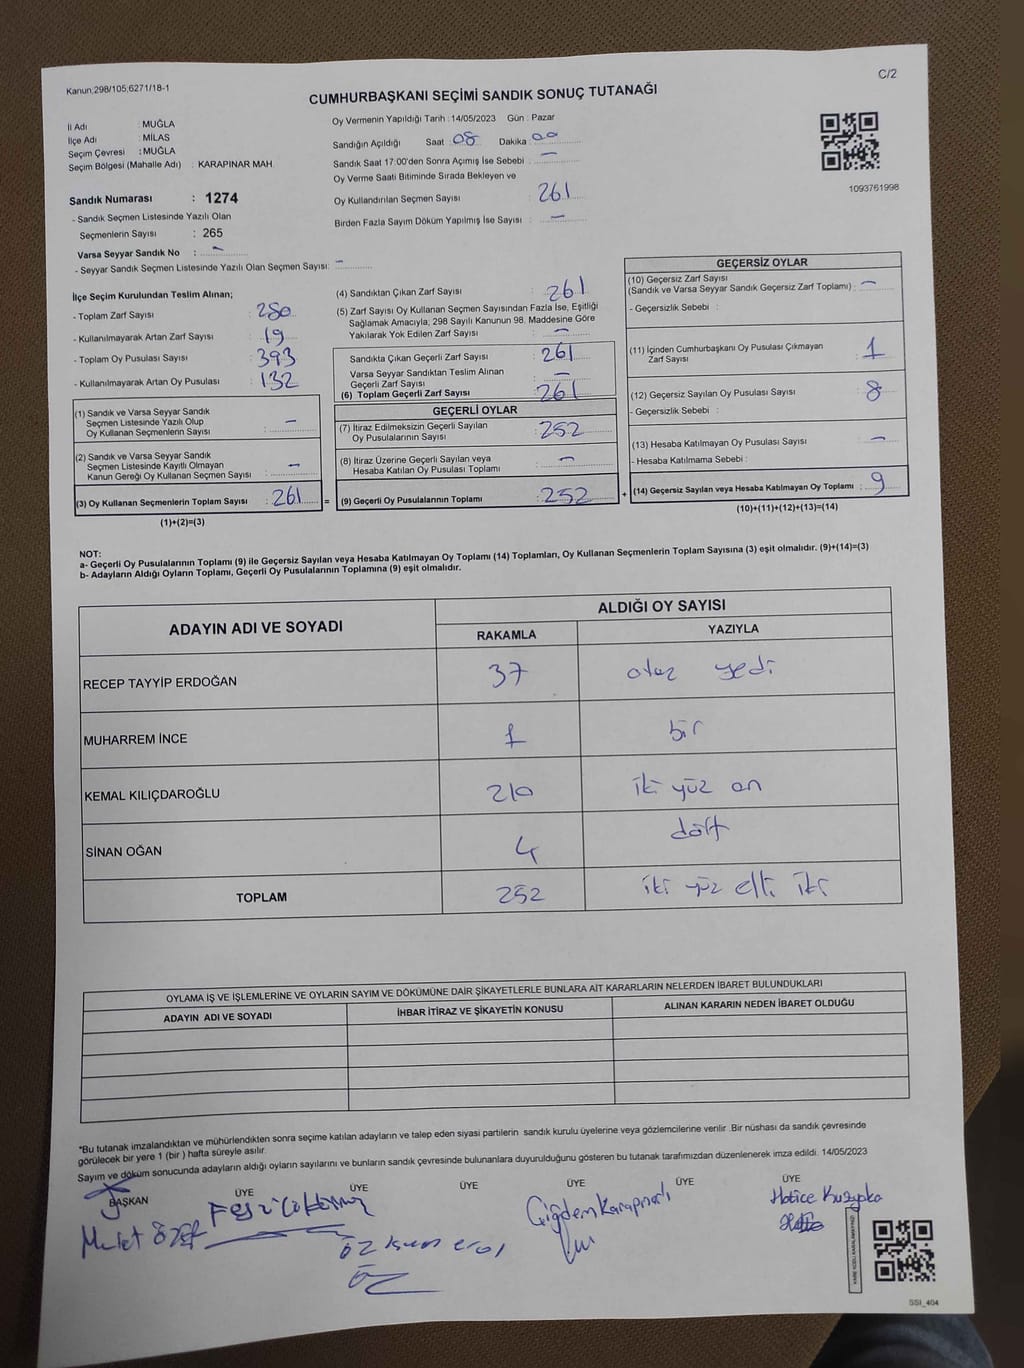 Kanun;298/105;6271/18-1
C/2
CUMHURBAŞKANI SEÇİMİ SANDIK SONUÇ TUTANAĞI
İl Adı : MUĞLA
İlçe Adı : MİLAS
Seçim Çevresi : MUĞLA
Seçim Bölgesi (Mahalle Adı) : KARAPINAR MAH.
Sandık Numarası : 1274
- Sandık Seçmen Listesinde Yazılı Olan
Seçmenlerin Sayısı : 265
Varsa Seyyar Sandık No : –
- Seyyar Sandık Seçmen Listesinde Yazılı Olan Seçmen Sayısı: –
Oy Vermenin Yapıldığı Tarih : 14/05/2023 Gün : Pazar
Sandığın Açıldığı Saat 08 Dakika : 00
Sandık Saat 17:00'den Sonra Açımış İse Sebebi : –
Oy Verme Saati Bitiminde Sırada Bekleyen ve
Oy Kullandırılan Seçmen Sayısı : 261
Birden Fazla Sayım Döküm Yapılmış İse Sayısı : –
1093761998
İlçe Seçim Kurulundan Teslim Alınan;
- Toplam Zarf Sayısı : 280
- Kullanılmayarak Artan Zarf Sayısı : 19
- Toplam Oy Pusulası Sayısı : 393
- Kullanılmayarak Artan Oy Pusulası : 132
(1) Sandık ve Varsa Seyyar Sandık
Seçmen Listesinde Yazılı Olup
Oy Kullanan Seçmenlerin Sayısı : –
(2) Sandık ve Varsa Seyyar Sandık
Seçmen Listesinde Kayıtlı Olmayan
Kanun Gereği Oy Kullanan Seçmen Sayısı : –
(3) Oy Kullanan Seçmenlerin Toplam Sayısı : 261 =
(1)+(2)=(3)
(4) Sandıktan Çıkan Zarf Sayısı : 261
(5) Zarf Sayısı Oy Kullanan Seçmen Sayısından Fazla İse, Eşitliği
Sağlamak Amacıyla; 298 Sayılı Kanunun 98. Maddesine Göre
Yakılarak Yok Edilen Zarf Sayısı : –
Sandıkta Çıkan Geçerli Zarf Sayısı : 261
Varsa Seyyar Sandıktan Teslim Alınan
Geçerli Zarf Sayısı : –
(6) Toplam Geçerli Zarf Sayısı : 261
GEÇERLİ OYLAR
(7) İtiraz Edilmeksizin Geçerli Sayılan
Oy Pusulalarının Sayısı : 252
(8) İtiraz Üzerine Geçerli Sayılan veya
Hesaba Katılan Oy Pusulası Toplamı : –
(9) Geçerli Oy Pusulalarının Toplamı : 252 +
GEÇERSİZ OYLAR
(10) Geçersiz Zarf Sayısı
(Sandık ve Varsa Seyyar Sandık Geçersiz Zarf Toplamı) : –
- Geçersizlik Sebebi :
(11) İçinden Cumhurbaşkanı Oy Pusulası Çıkmayan
Zarf Sayısı : 1
(12) Geçersiz Sayılan Oy Pusulası Sayısı : 8
- Geçersizlik Sebebi :
(13) Hesaba Katılmayan Oy Pusulası Sayısı : –
- Hesaba Katılmama Sebebi :
(14) Geçersiz Sayılan veya Hesaba Katılmayan Oy Toplamı : 9
(10)+(11)+(12)+(13)=(14)
NOT:
a- Geçerli Oy Pusulalarının Toplamı (9) ile Geçersiz Sayılan veya Hesaba Katılmayan Oy Toplamı (14) Toplamları, Oy Kullanan Seçmenlerin Toplam Sayısına (3) eşit olmalıdır. (9)+(14)=(3)
b- Adayların Aldığı Oyların Toplamı, Geçerli Oy Pusulalarının Toplamına (9) eşit olmalıdır.
ADAYIN ADI VE SOYADI ALDIĞI OY SAYISI
RAKAMLA YAZIYLA
RECEP TAYYİP ERDOĞAN 37 otuz yedi
MUHARREM İNCE 1 bir
KEMAL KILIÇDAROĞLU 210 iki yüz on
SİNAN OĞAN 4 dört
TOPLAM 252 iki yüz elli iki
OYLAMA İŞ VE İŞLEMLERİNE VE OYLARIN SAYIM VE DÖKÜMÜNE DAİR ŞİKAYETLERLE BUNLARA AİT KARARLARIN NELERDEN İBARET BULUNDUKLARI
ADAYIN ADI VE SOYADI İHBAR İTİRAZ VE ŞİKAYETİN KONUSU ALINAN KARARIN NEDEN İBARET OLDUĞU
*Bu tutanak imzalandıktan ve mühürlendikten sonra seçime katılan adayların ve talep eden siyasi partilerin sandık kurulu üyelerine veya gözlemcilerine verilir .Bir nüshası da sandık çevresinde
görülecek bir yere 1 (bir ) hafta süreyle asılır.
Sayım ve döküm sonucunda adayların aldığı oyların sayılarını ve bunların sandık çevresinde bulunanlara duyurulduğunu gösteren bu tutanak tarafımızdan düzenlenerek imza edildi. 14/05/2023
BAŞKAN ÜYE ÜYE ÜYE ÜYE ÜYE ÜYE
Çiğdem Karapınarlı
Hatice
SSI_404